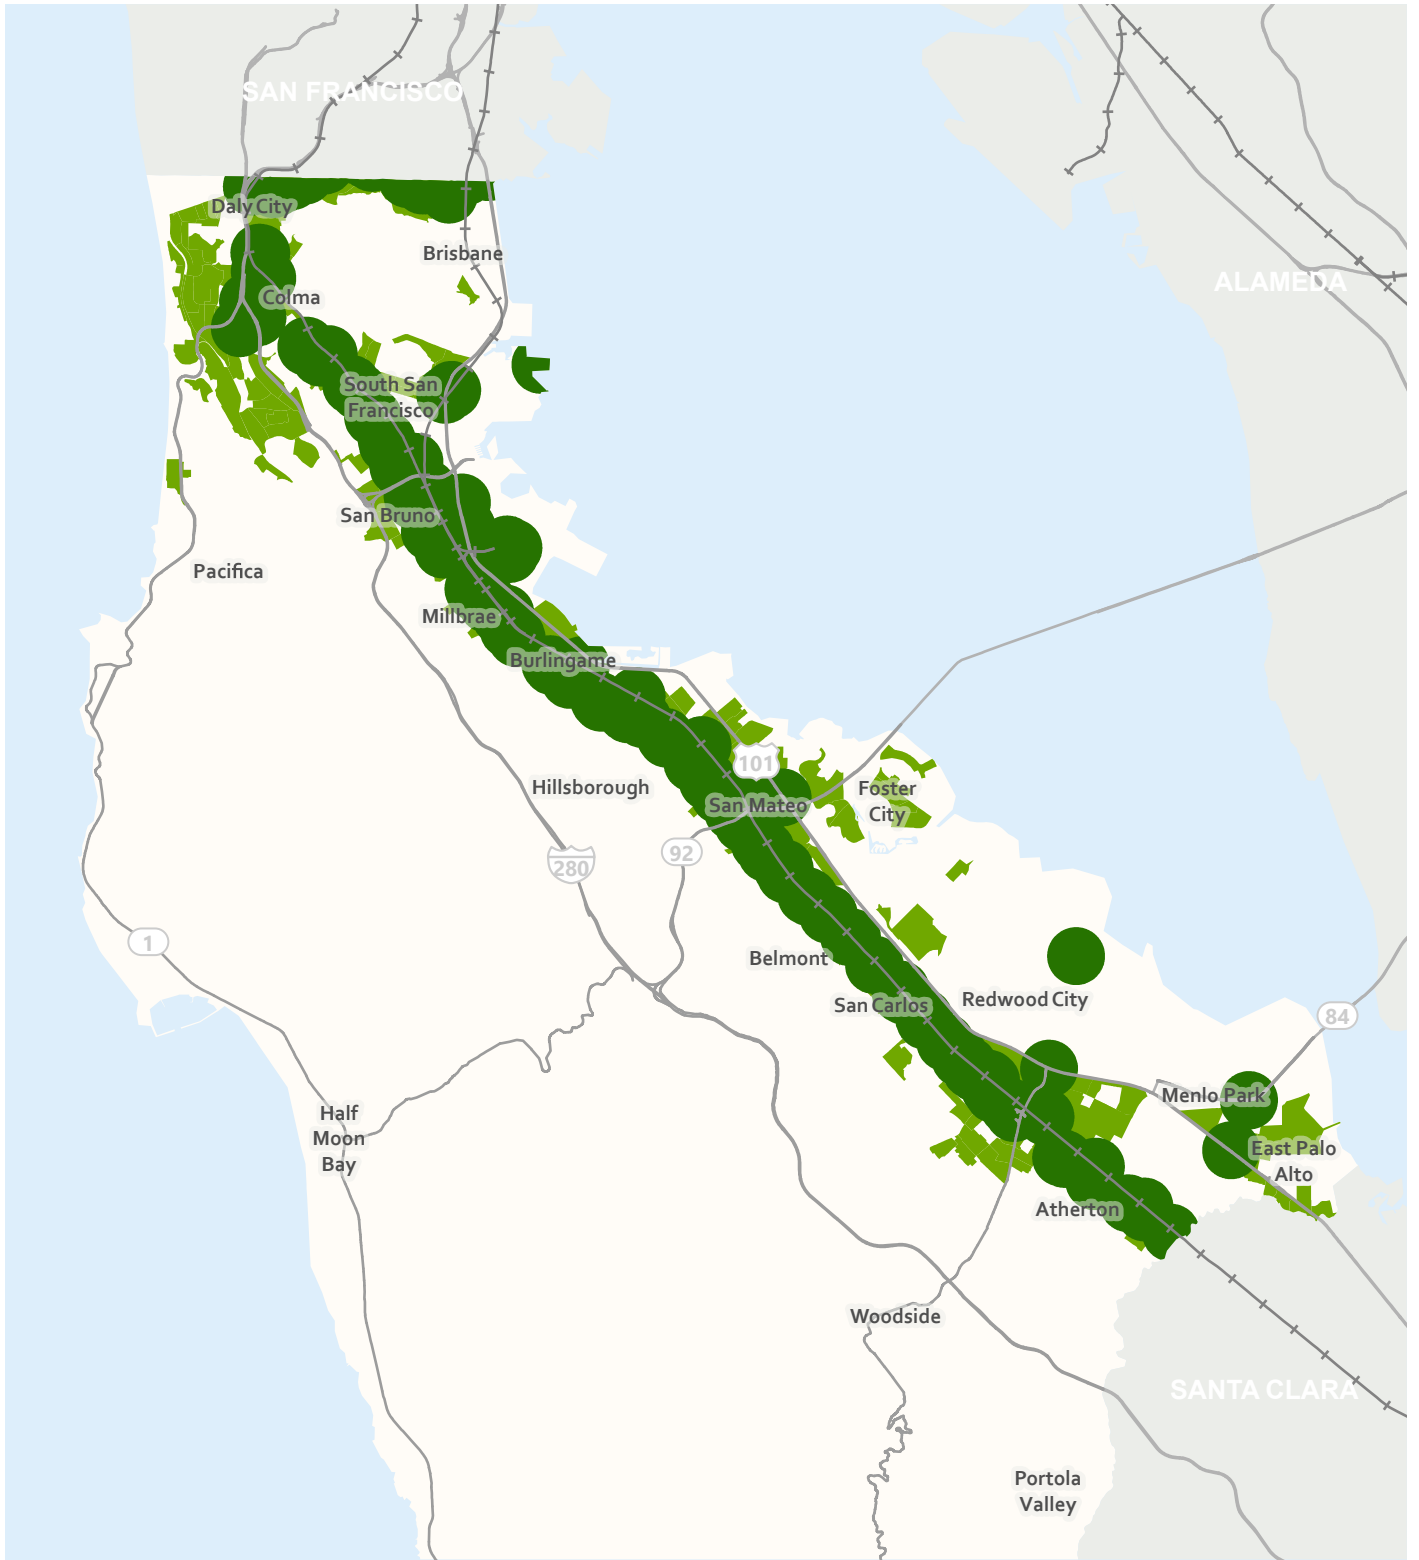 SAN FRANCISCO
Daly City
Brisbane
ALAMEDA
Colma
South San
Francisco
San Bruno
Pacifica
Millbrae
Burlingame
101
Hillsborough
San Mateo
Foster
City
92
280
1
Belmont
San Carlos
Redwood City
84
Menlo Park
Half
Moon
Bay
East Palo
Alto
Atherton
Woodside
SANTA CLARA
Portola
Valley